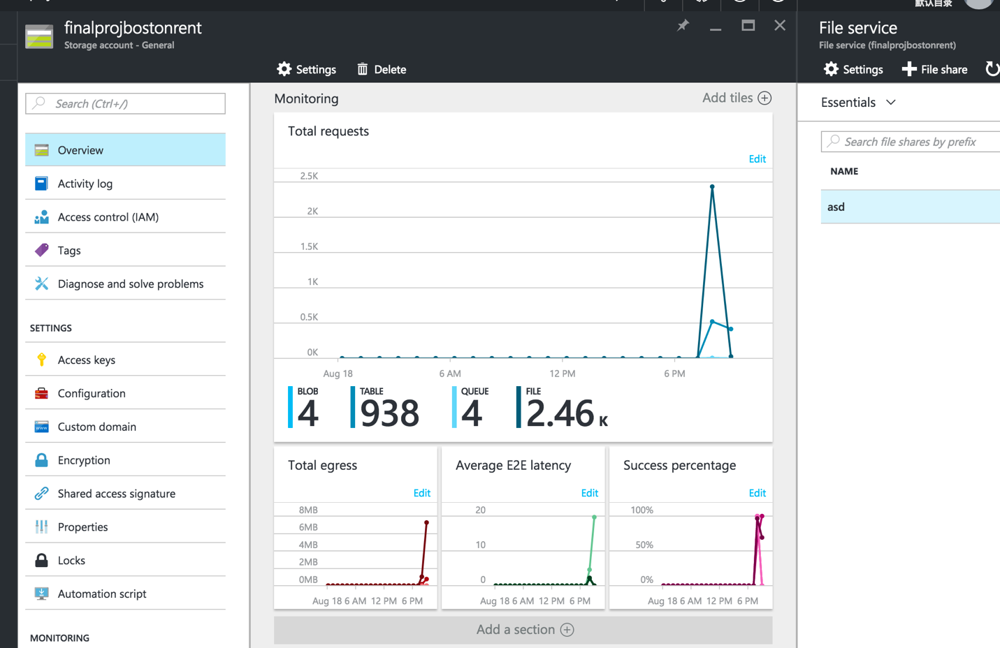 默认目录
finalprojbostonrent
Storage account - General
Settings
Delete
Search (Ctrl+/)
Overview
Activity log
Access control (IAM)
Tags
Diagnose and solve problems
SETTINGS
Access keys
Configuration
Custom domain
Encryption
Shared access signature
Properties
Locks
Automation script
MONITORING
Monitoring
Add tiles
Total requests
Edit
2.5K
2K
1.5K
1K
0.5K
0K
Aug 18 6 AM 12 PM 6 PM
BLOB
4
TABLE
938
QUEUE
4
FILE
2.46 K
Total egress
Edit
8MB
6MB
4MB
2MB
0MB
Aug 18 6 AM 12 PM 6 PM
Average E2E latency
Edit
20
10
0
Aug 18 6 AM 12 PM 6 PM
Success percentage
Edit
100%
50%
0%
Aug 18 6 AM 12 PM 6 PM
Add a section
File service
File service (finalprojbostonrent)
Settings
File share
Essentials
Search file shares by prefix
NAME
asd